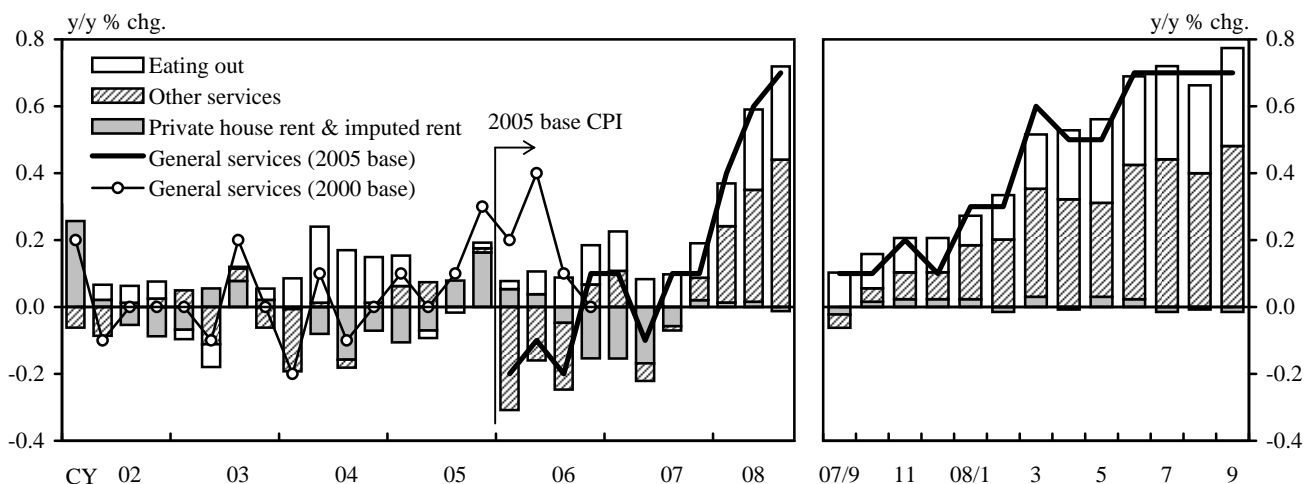 y/y % chg.
y/y % chg.
0.8
0.6
0.4
0.2
0.0
-0.2
-0.4
Eating out
Other services
Private house rent & imputed rent
General services (2005 base)
General services (2000 base)
2005 base CPI
CY 02 03 04 05 06 07 08
0.8
0.6
0.4
0.2
0.0
-0.2
-0.4
07/9 11 08/1 3 5 7 9